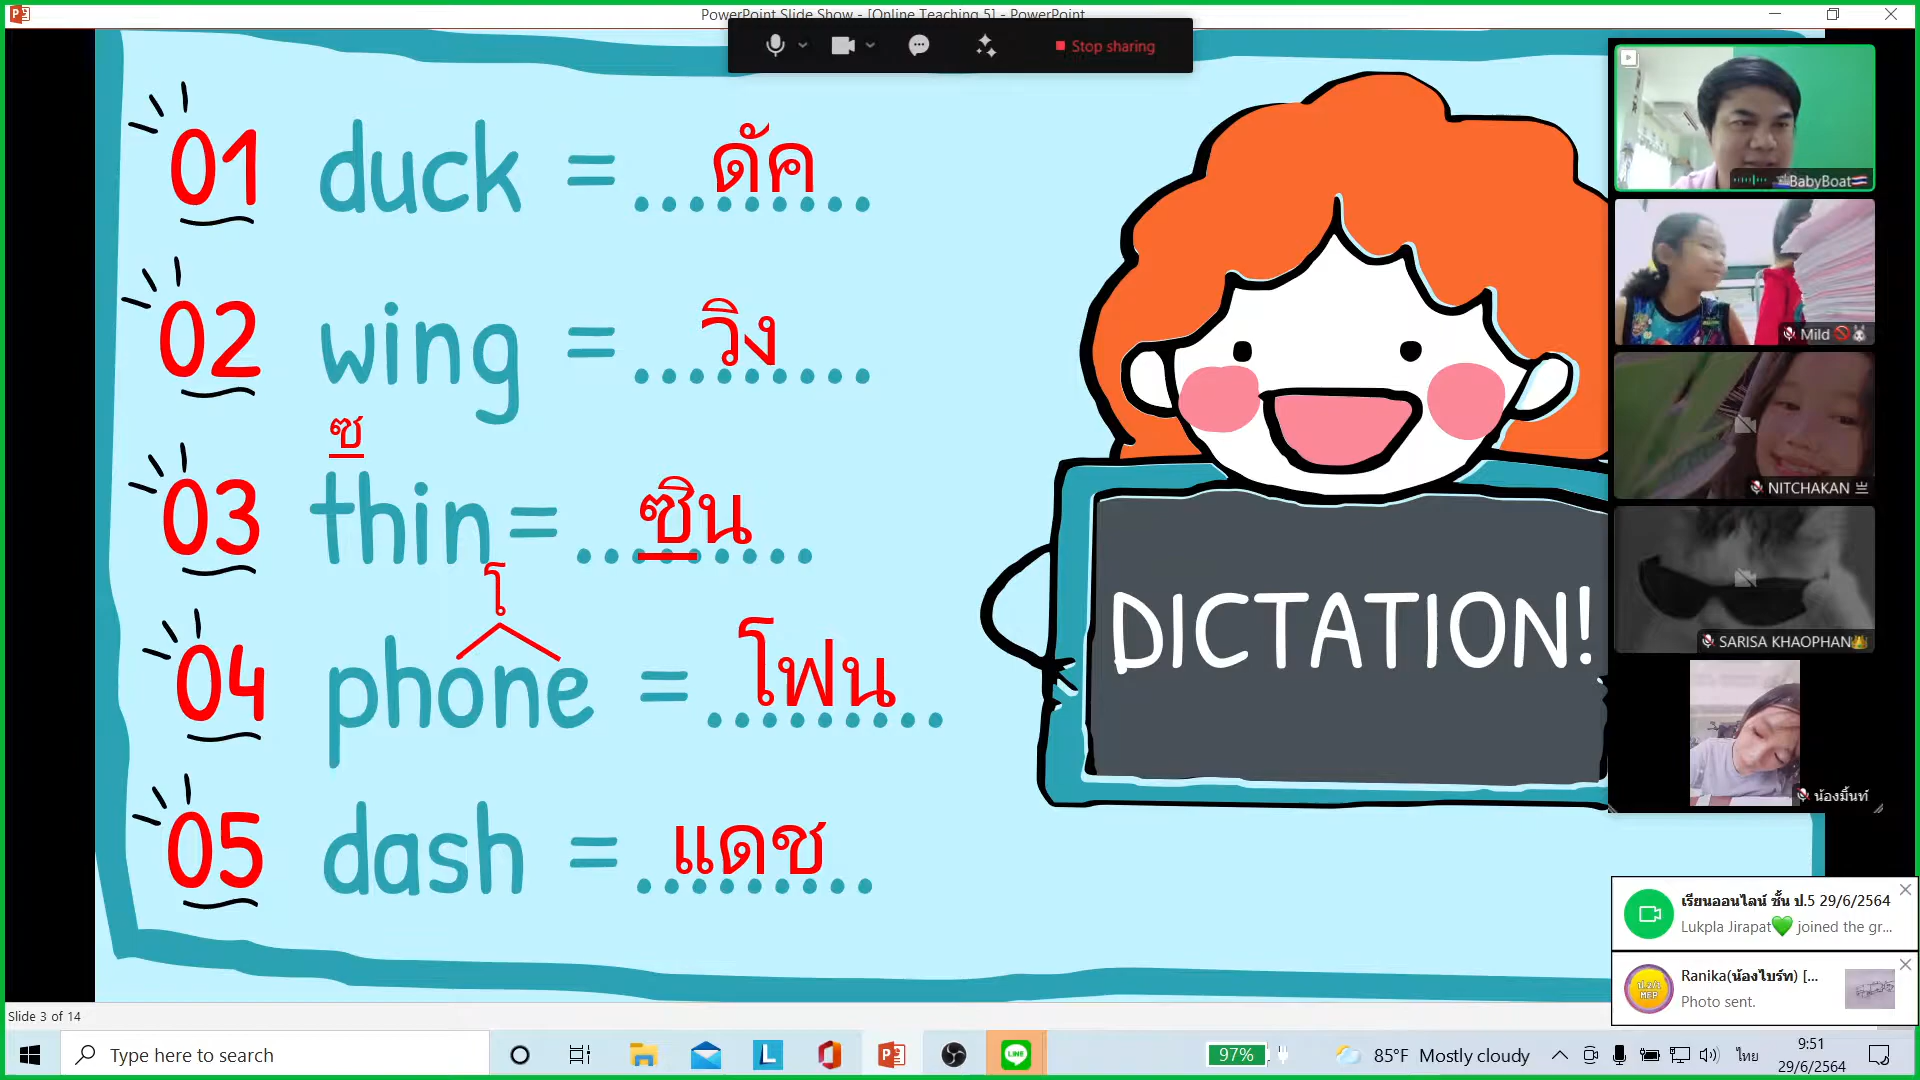 PowerPoint Slide Show - [Online Teaching 5] - PowerPoint
Stop sharing
01 duck = ดัค
02 wing = วิง
ซ
03 thin = ซิน
โ
04 phone = โฟน
05 dash = แดช
DICTATION!
BabyBoat
Mild
NITCHAKAN
SARISA KHAOPHAN
น้องมิ้นท์
เรียนออนไลน์ ชั้น ป.5 29/6/2564
Lukpla Jirapat💚 joined the gr...
ป.2/1
MEP
Ranika(น้องไบร์ท) [...
Photo sent.
Slide 3 of 14
Type here to search
LINE
97%
85°F Mostly cloudy
ไทย
9:51
29/6/2564